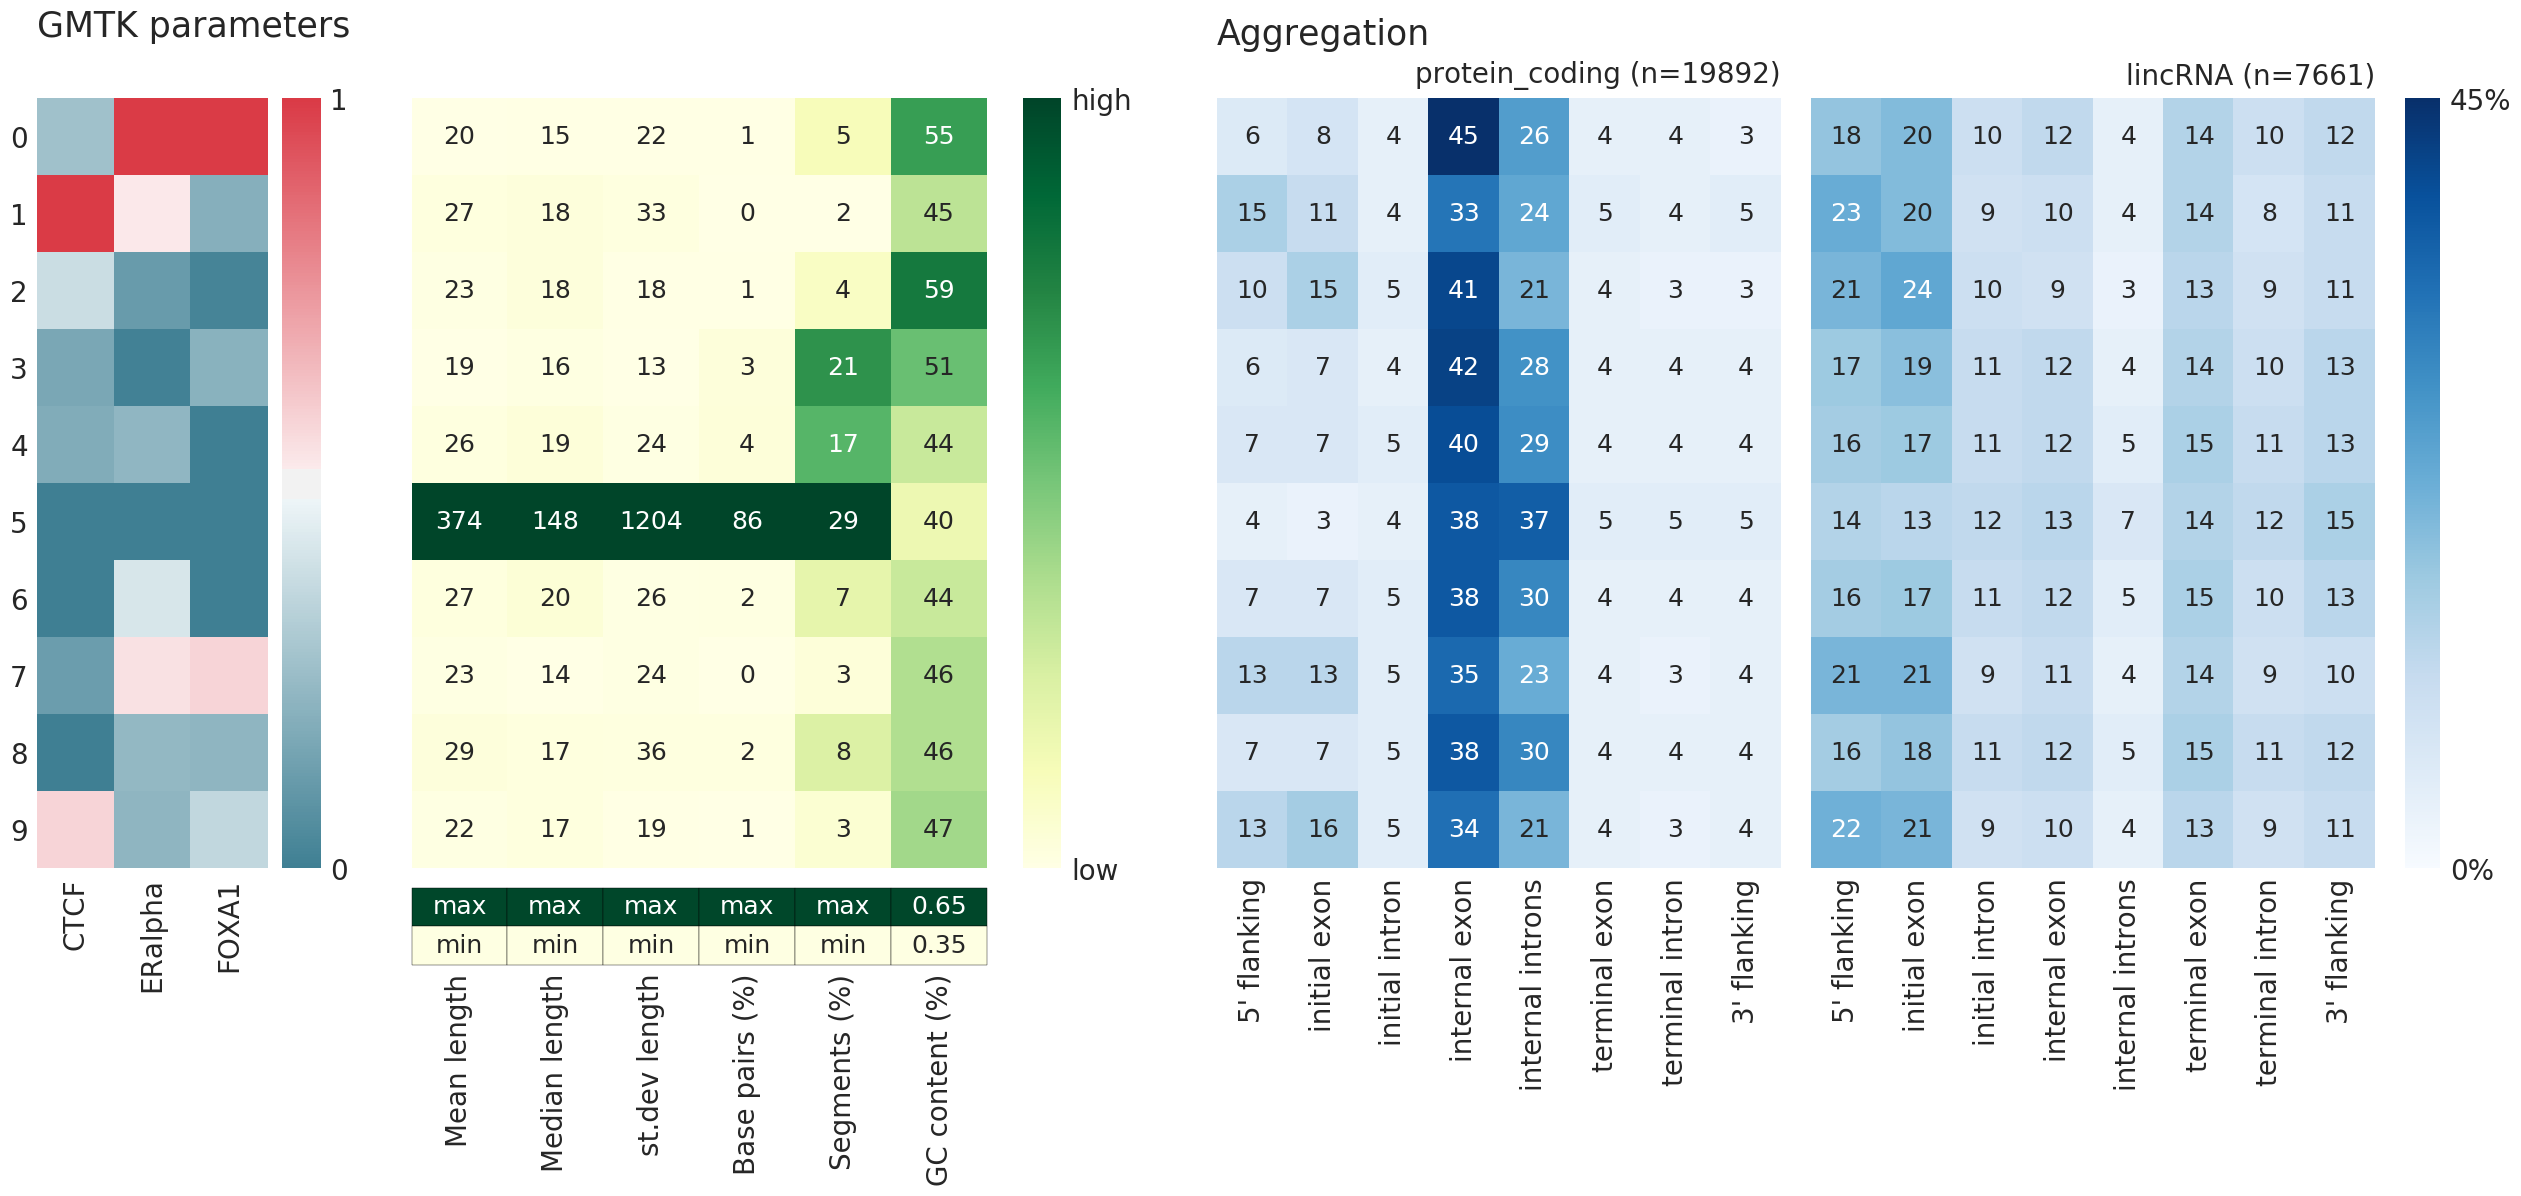 GMTK parameters
Aggregation
protein_coding (n=19892)
lincRNA (n=7661)
1
high
45%
0 20 15 22 1 5 55 6 8 4 45 26 4 4 3 18 20 10 12 4 14 10 12
1 27 18 33 0 2 45 15 11 4 33 24 5 4 5 23 20 9 10 4 14 8 11
2 23 18 18 1 4 59 10 15 5 41 21 4 3 3 21 24 10 9 3 13 9 11
3 19 16 13 3 21 51 6 7 4 42 28 4 4 4 17 19 11 12 4 14 10 13
4 26 19 24 4 17 44 7 7 5 40 29 4 4 4 16 17 11 12 5 15 11 13
5 374 148 1204 86 29 40 4 3 4 38 37 5 5 5 14 13 12 13 7 14 12 15
6 27 20 26 2 7 44 7 7 5 38 30 4 4 4 16 17 11 12 5 15 10 13
7 23 14 24 0 3 46 13 13 5 35 23 4 3 4 21 21 9 11 4 14 9 10
8 29 17 36 2 8 46 7 7 5 38 30 4 4 4 16 18 11 12 5 15 11 12
9 22 17 19 1 3 47 13 16 5 34 21 4 3 4 22 21 9 10 4 13 9 11
0
low
0%
max max max max max 0.65
min min min min min 0.35
CTCF
ERalpha
FOXA1
Mean length
Median length
st.dev length
Base pairs (%)
Segments (%)
GC content (%)
5' flanking
initial exon
initial intron
internal exon
internal introns
terminal exon
terminal intron
3' flanking
5' flanking
initial exon
initial intron
internal exon
internal introns
terminal exon
terminal intron
3' flanking